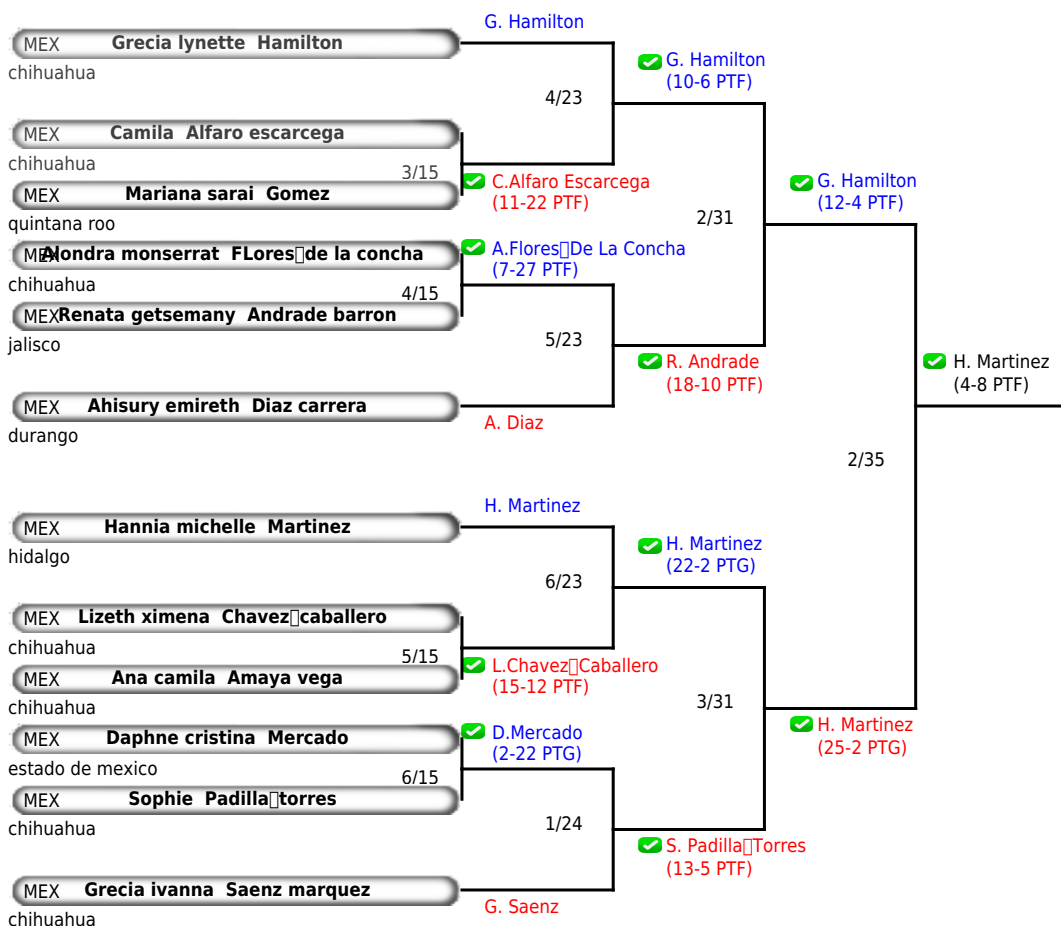 G. Hamilton
MEX Grecia lynette Hamilton
chihuahua
G. Hamilton
(10-6 PTF)
4/23
MEX Camila Alfaro escarcega
chihuahua
3/15
C.Alfaro Escarcega
(11-22 PTF)
G. Hamilton
(12-4 PTF)
MEX Mariana sarai Gomez
quintana roo
2/31
MEX Alondra monserrat FLores▯de la concha
A.Flores▯De La Concha
(7-27 PTF)
chihuahua
4/15
MEX Renata getsemany Andrade barron
jalisco
5/23
R. Andrade
(18-10 PTF)
H. Martinez
(4-8 PTF)
MEX Ahisury emireth Diaz carrera
durango
A. Diaz
2/35
H. Martinez
MEX Hannia michelle Martinez
hidalgo
H. Martinez
(22-2 PTG)
6/23
MEX Lizeth ximena Chavez▯caballero
chihuahua
5/15
L.Chavez▯Caballero
(15-12 PTF)
MEX Ana camila Amaya vega
chihuahua
3/31
MEX Daphne cristina Mercado
D.Mercado
(2-22 PTG)
H. Martinez
(25-2 PTG)
estado de mexico
6/15
MEX Sophie Padilla▯torres
chihuahua
1/24
S. Padilla▯Torres
(13-5 PTF)
MEX Grecia ivanna Saenz marquez
chihuahua
G. Saenz